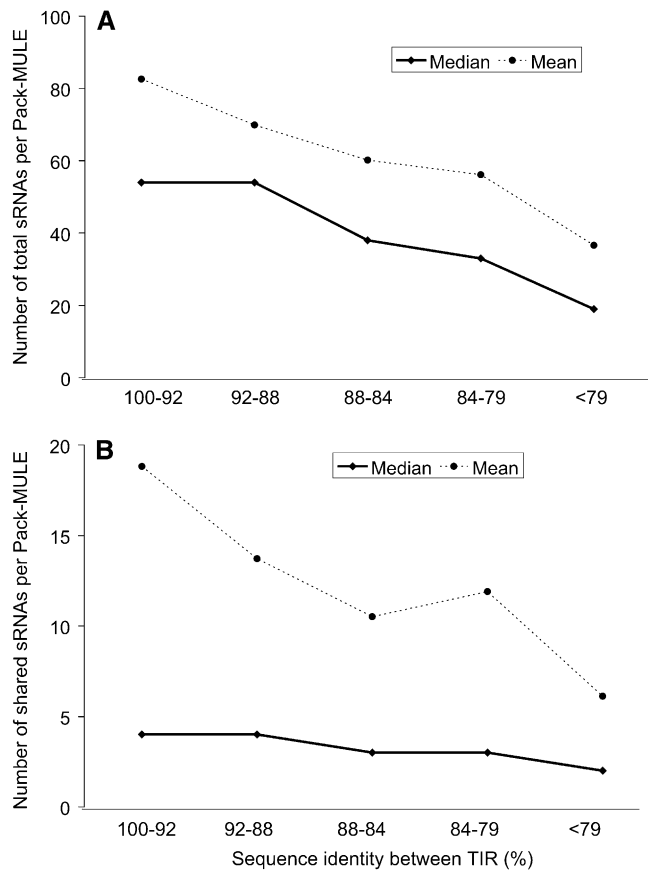 A
Number of total sRNAs per Pack-MULE
100
80
60
40
20
0
Median Mean
100-92 92-88 88-84 84-79 <79
B
Number of shared sRNAs per Pack-MULE
20
15
10
5
0
Median Mean
100-92 92-88 88-84 84-79 <79
Sequence identity between TIR (%)